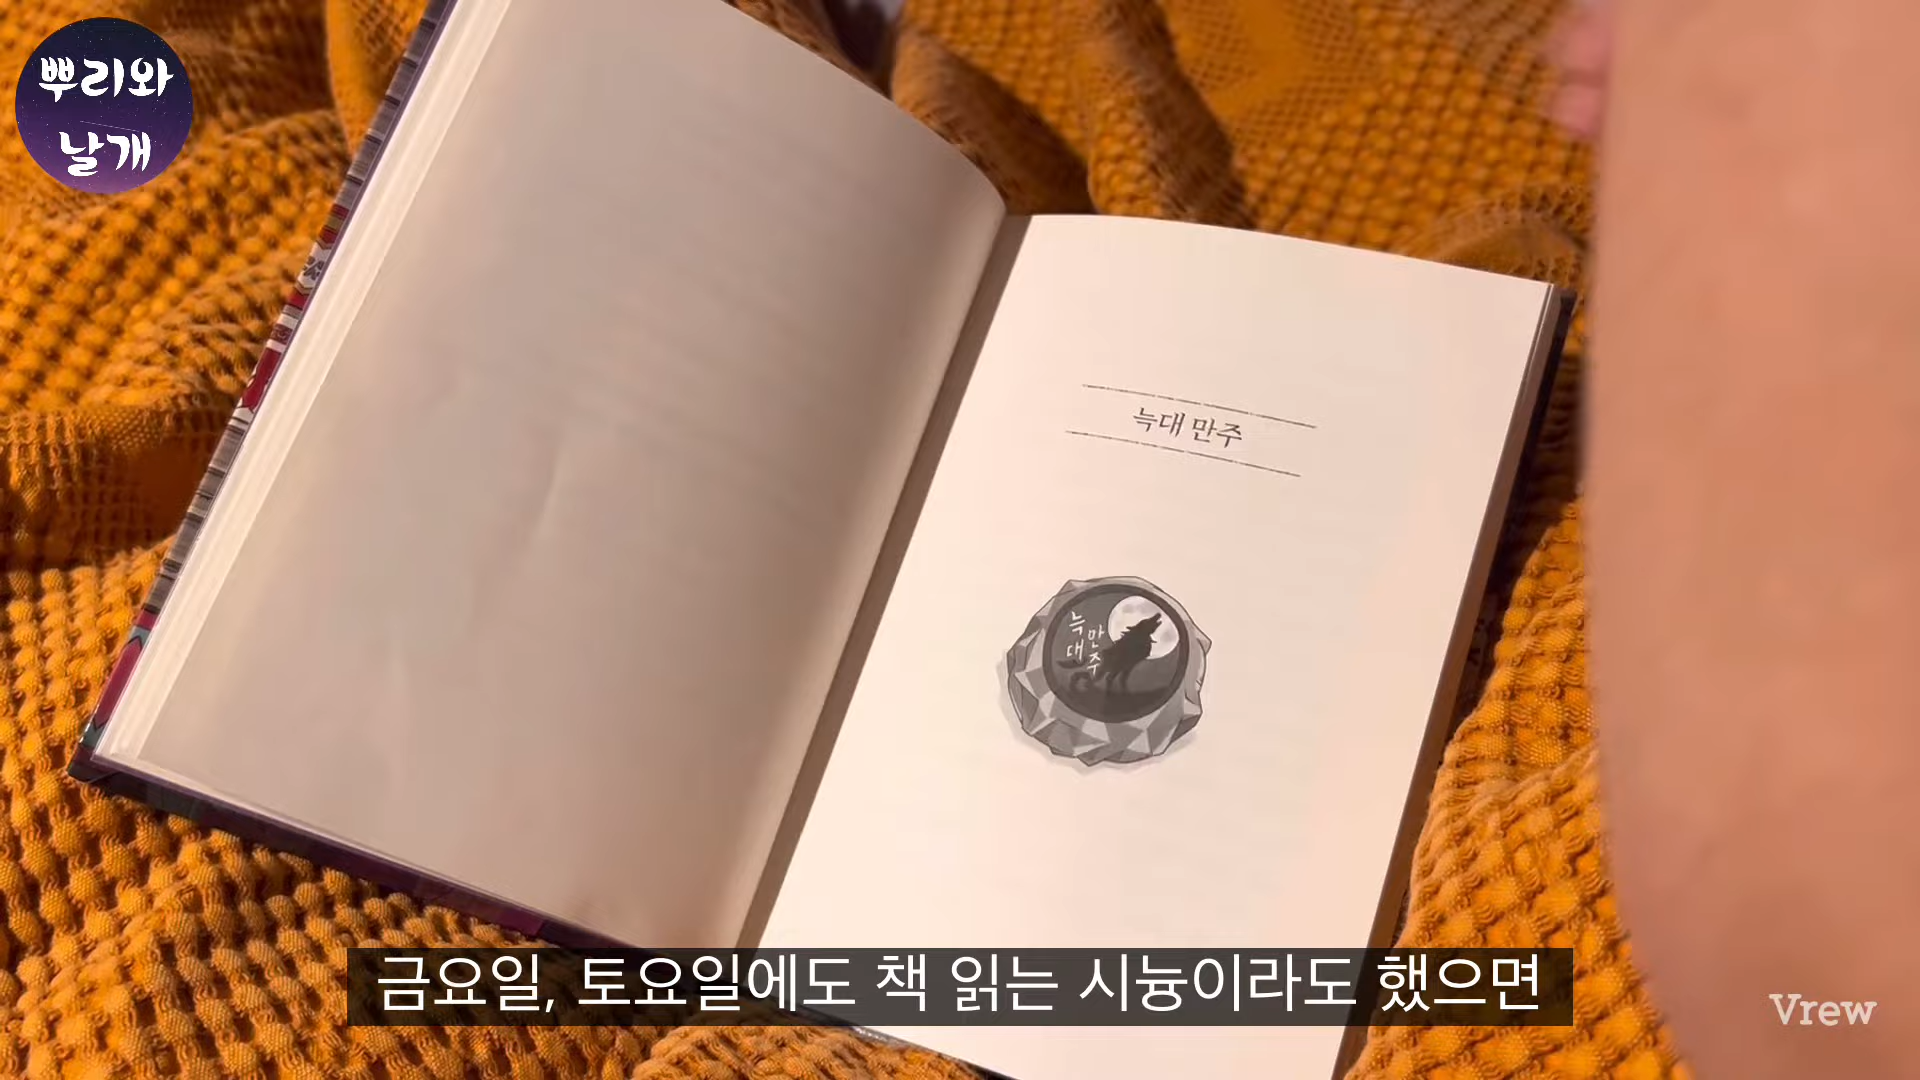 뿌리와
날개
늑대 만주
늑대
만주
금요일, 토요일에도 책 읽는 시늉이라도 했으면
Vrew